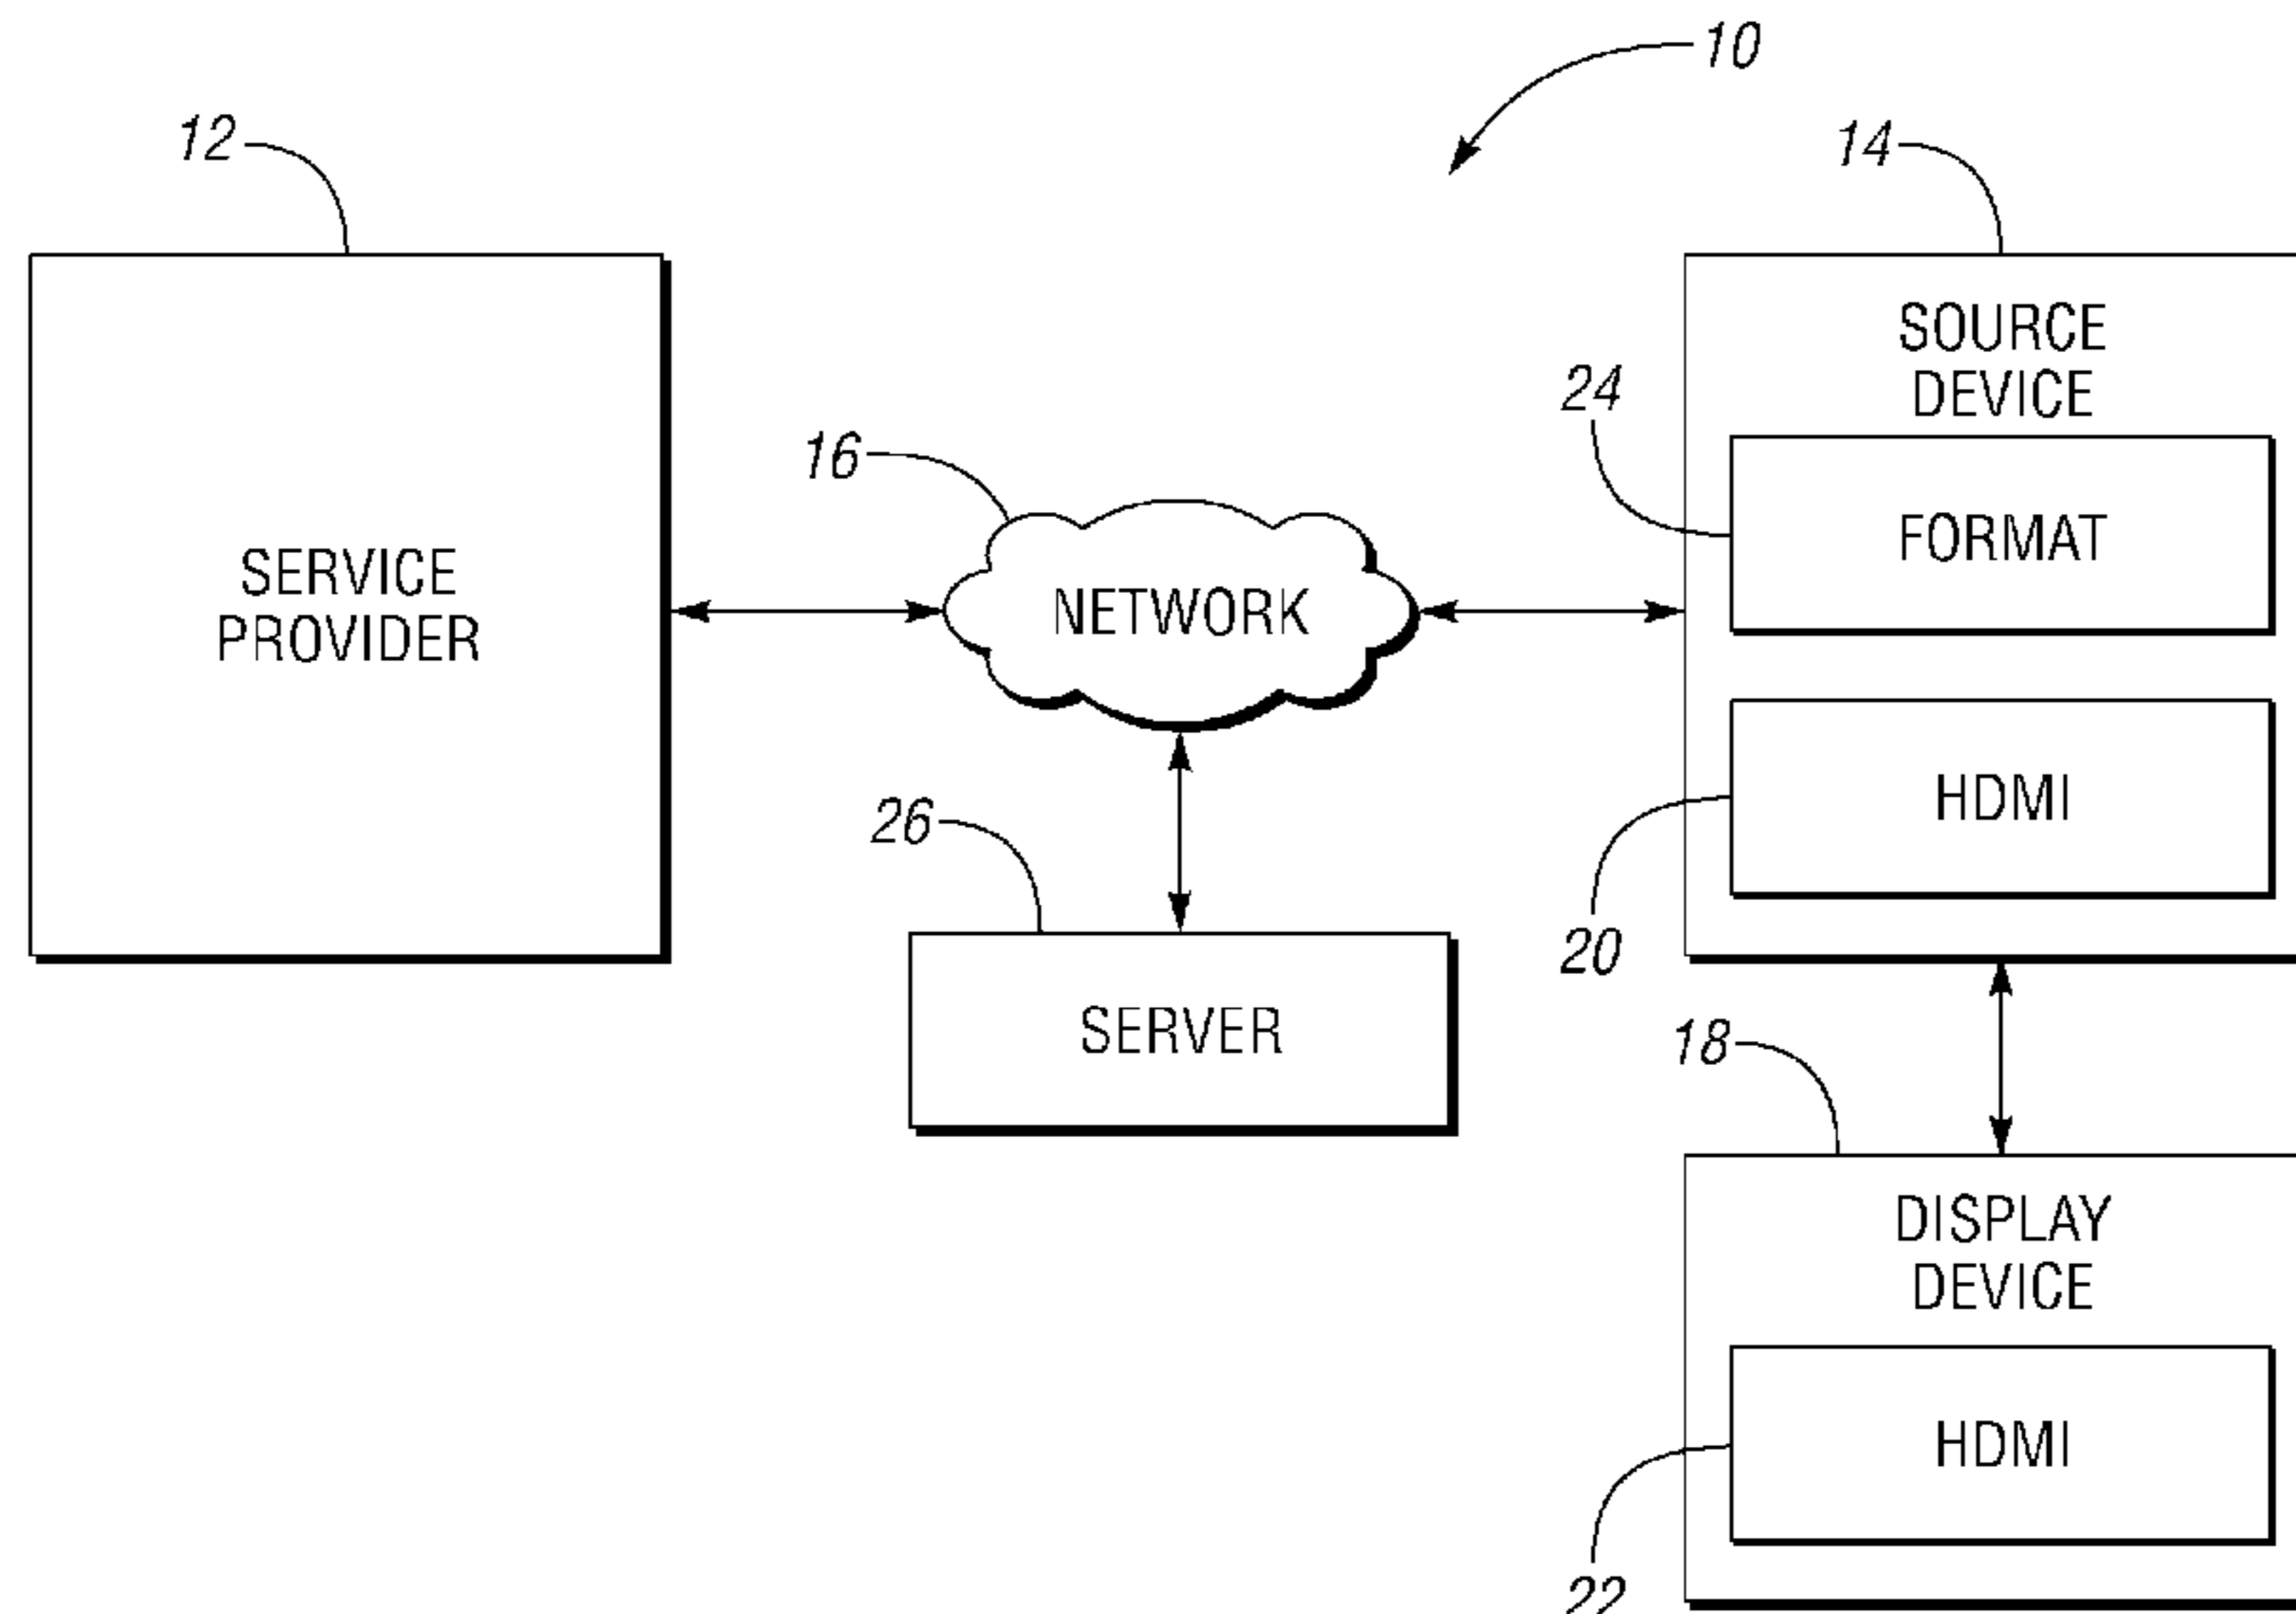 10
12
14
SOURCE
DEVICE
24
16
FORMAT
SERVICE
PROVIDER
NETWORK
HDMI
26
20
SERVER
18
DISPLAY
DEVICE
HDMI
22